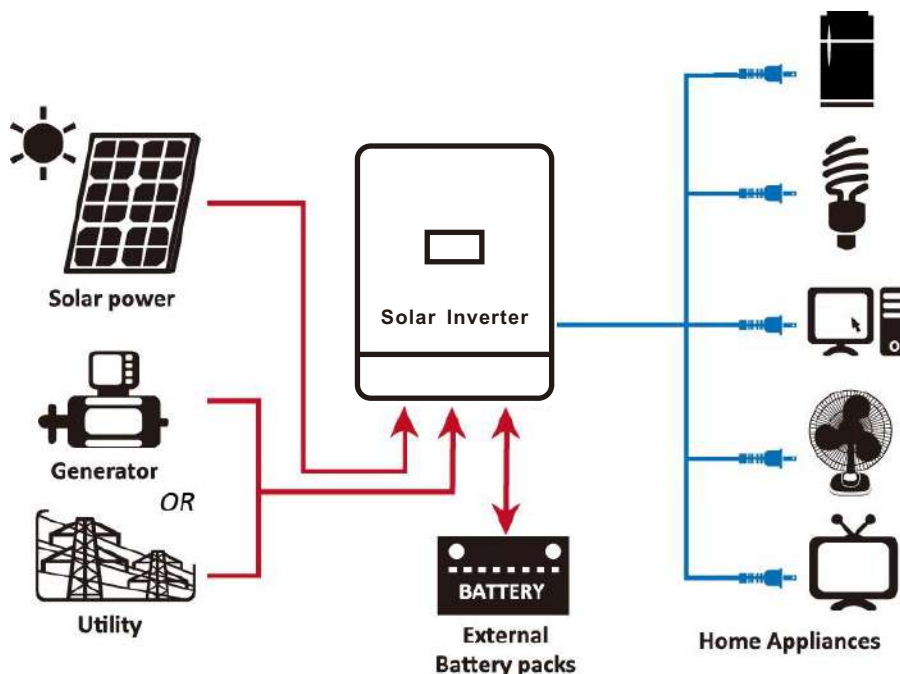 Solar power
Solar Inverter
Generator
OR
Utility
BATTERY
External
Battery packs
Home Appliances